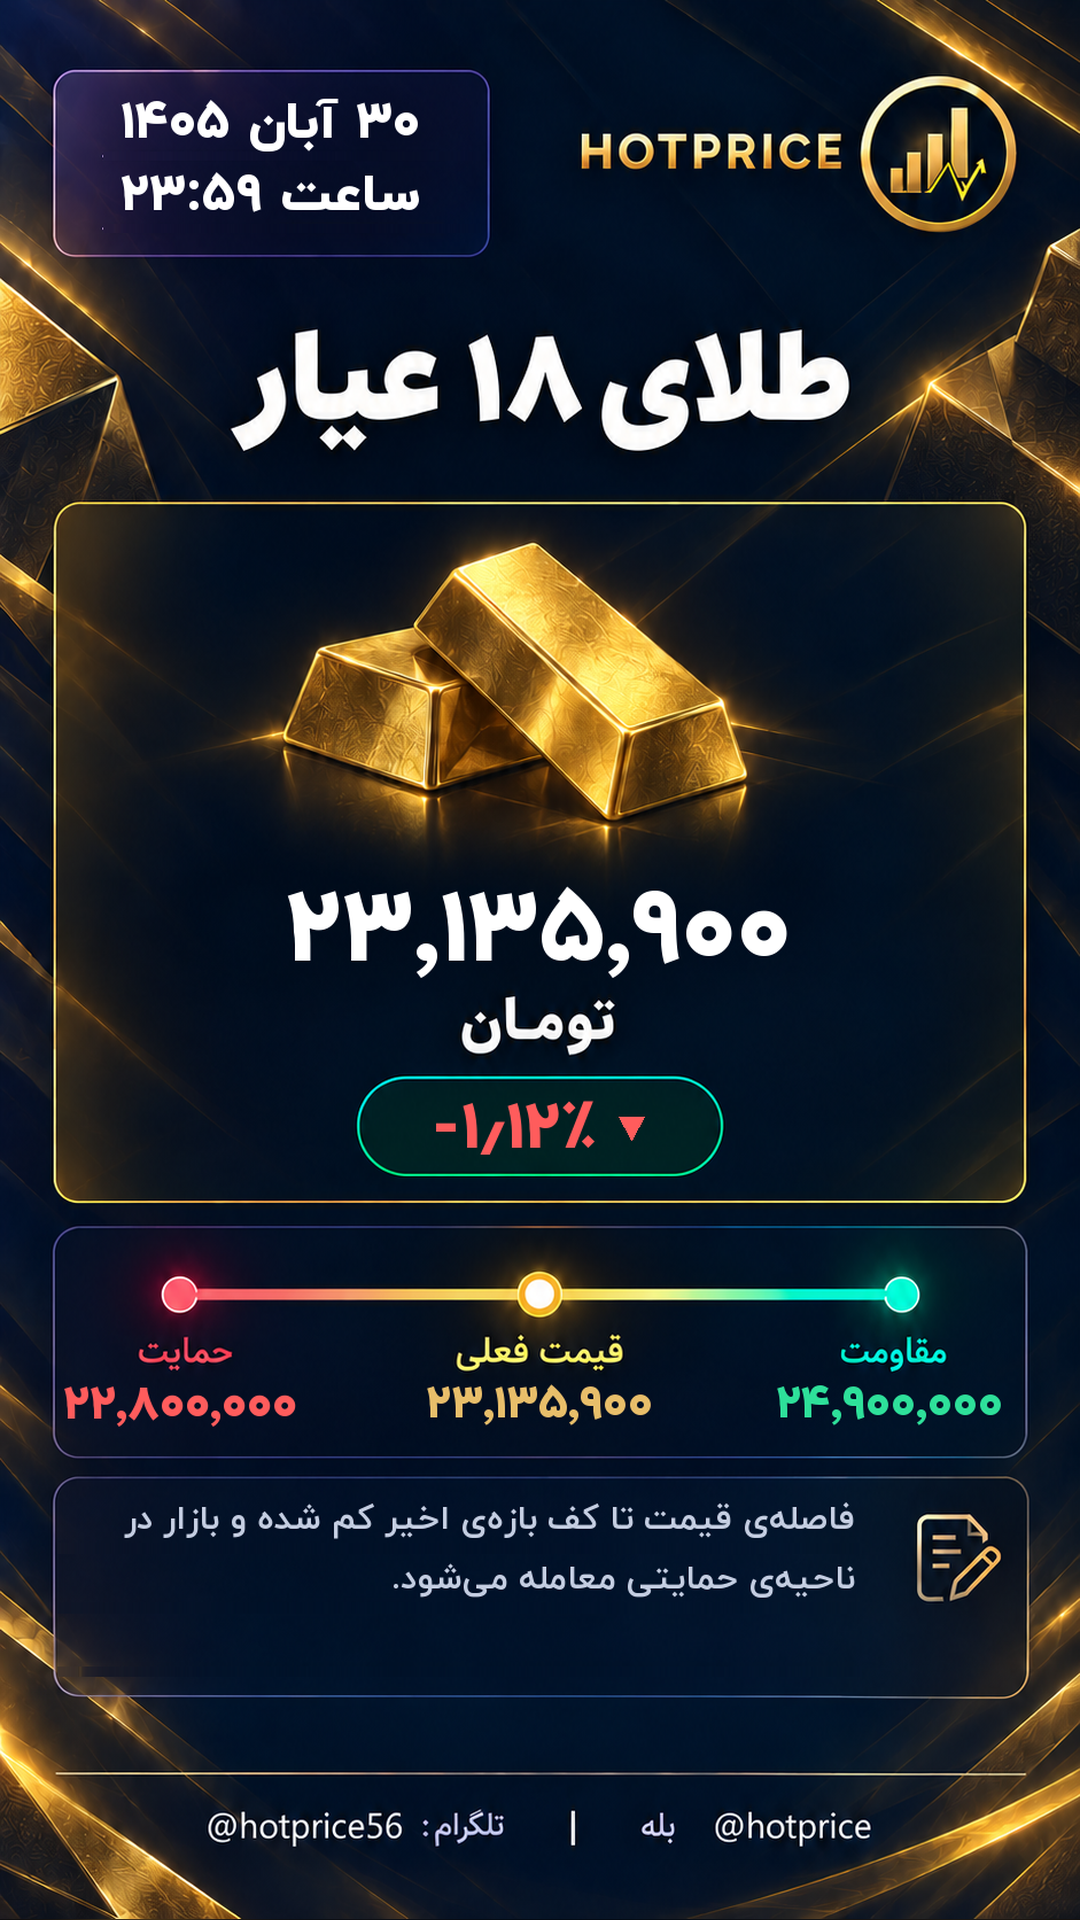 ۳۰ آبان ۱۴۰۵
ساعت ۲۳:۵۹
HOTPRICE
طلای ۱۸ عیار
۲۳,۱۳۵,۹۰۰
تومان
-۱٫۱۲٪ ▼
مقاومت
۲۴,۹۰۰,۰۰۰
قیمت فعلی
۲۳,۱۳۵,۹۰۰
حمایت
۲۲,۸۰۰,۰۰۰
فاصله‌ی قیمت تا کف بازه‌ی اخیر کم شده و بازار در
ناحیه‌ی حمایتی معامله می‌شود.
@hotprice بله | تلگرام: @hotprice56